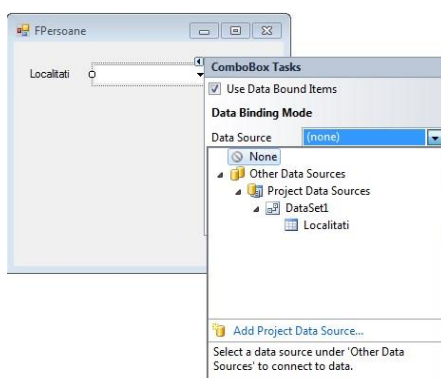 FPersoane
Localitati
ComboBox Tasks
Use Data Bound Items
Data Binding Mode
Data Source (none)
None
Other Data Sources
Project Data Sources
DataSet1
Localitati
Add Project Data Source...
Select a data source under 'Other Data
Sources' to connect to data.